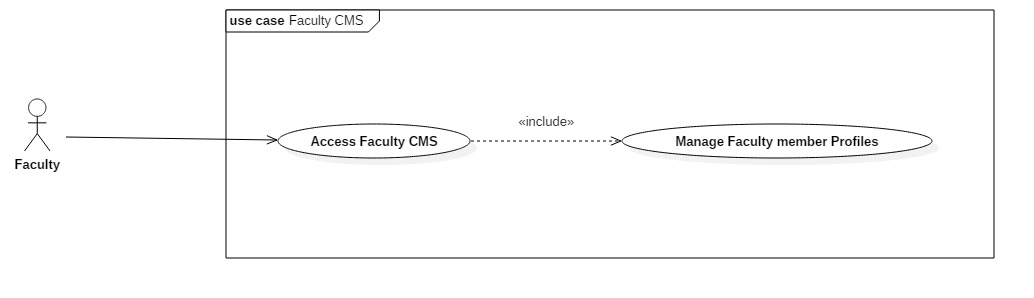 use case Faculty CMS
«include»
Access Faculty CMS
Manage Faculty member Profiles
Faculty